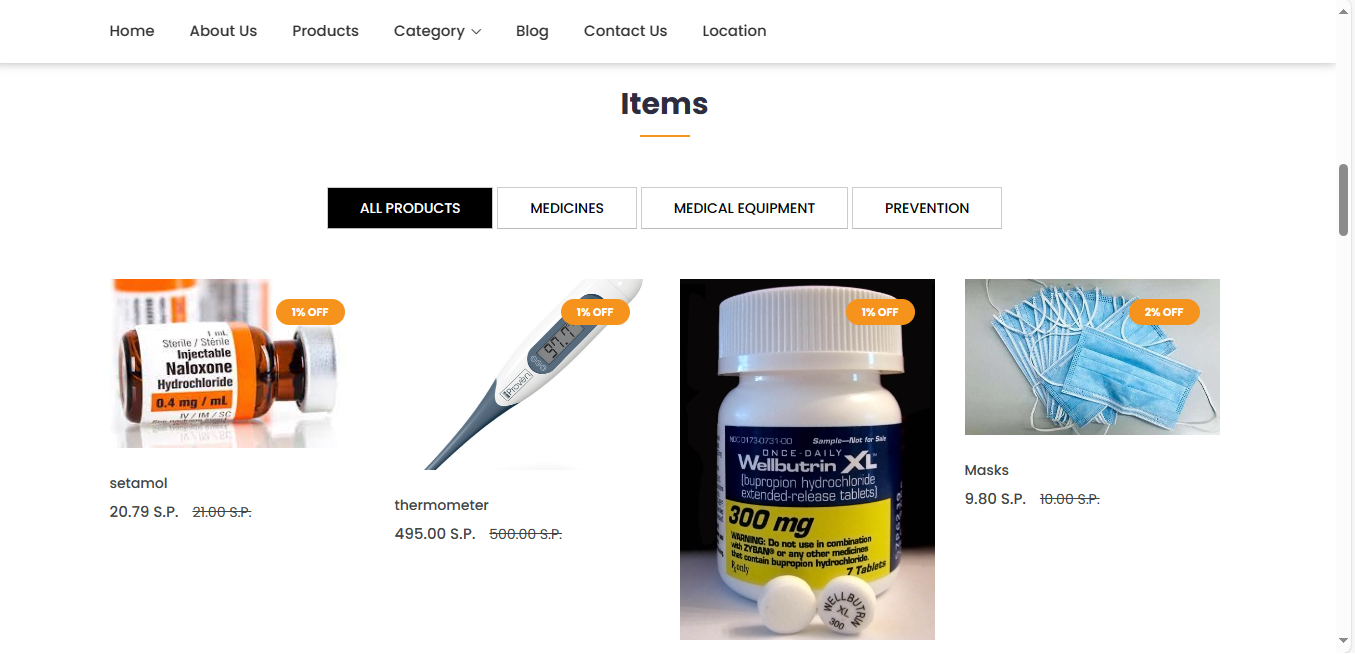 Home About Us Products Category Blog Contact Us Location
Items
ALL PRODUCTS MEDICINES MEDICAL EQUIPMENT PREVENTION
1% OFF
1 mL
Sterile / Stérile
Injectable
Naloxone
Hydrochloride
0.4 mg / mL
IV / IM / SC
setamol
20.79 S.P. 21.00 S.P.
1% OFF
97.7
iProvèn
thermometer
495.00 S.P. 500.00 S.P.
1% OFF
NDC 0173-0731-00 Sample—Not for Sale
ONCE-DAILY
Wellbutrin XL
(bupropion hydrochloride
extended-release tablets)
300 mg
WARNING: Do not use in combination
with ZYBAN® or any other medicines
that contain bupropion hydrochloride.
Rx only
7 Tablets
WELLBUTRIN
XL
300
2% OFF
Masks
9.80 S.P. 10.00 S.P.